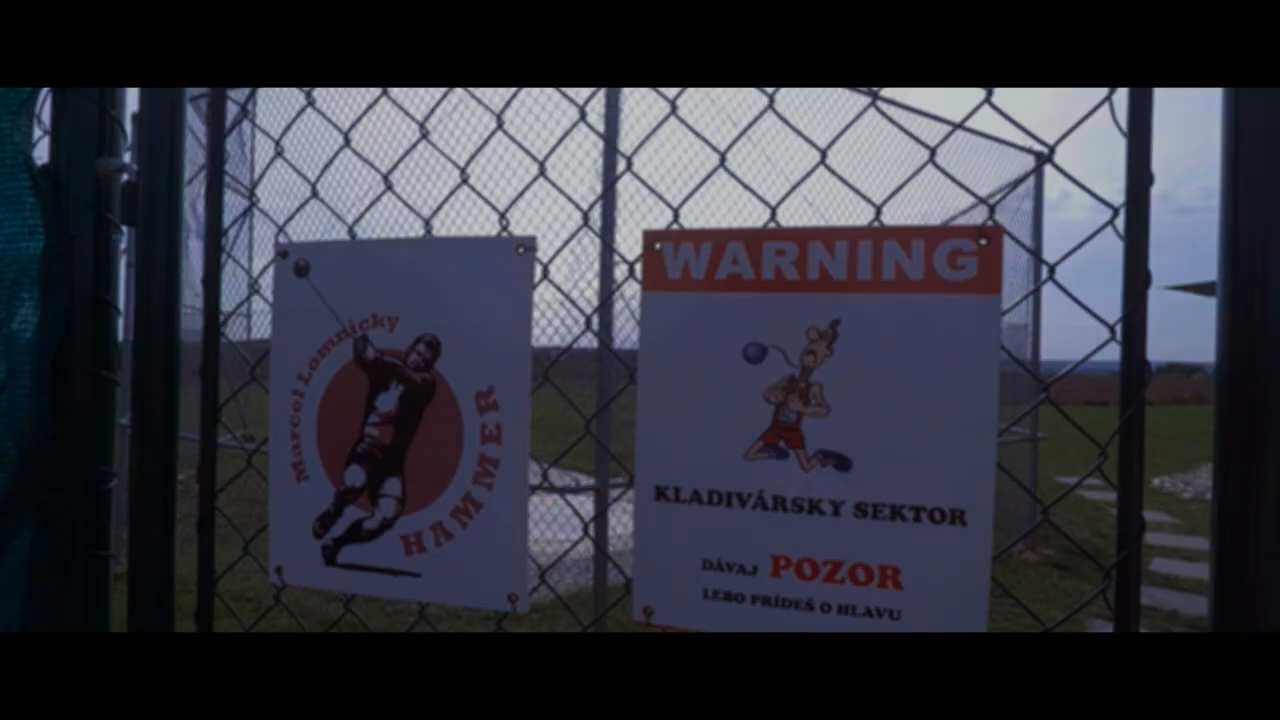 Marcel Lomnicky
HAMMER
WARNING
KLADIVÁRSKY SEKTOR
DÁVAJ POZOR
LEBO PRÍDEŠ O HLAVU